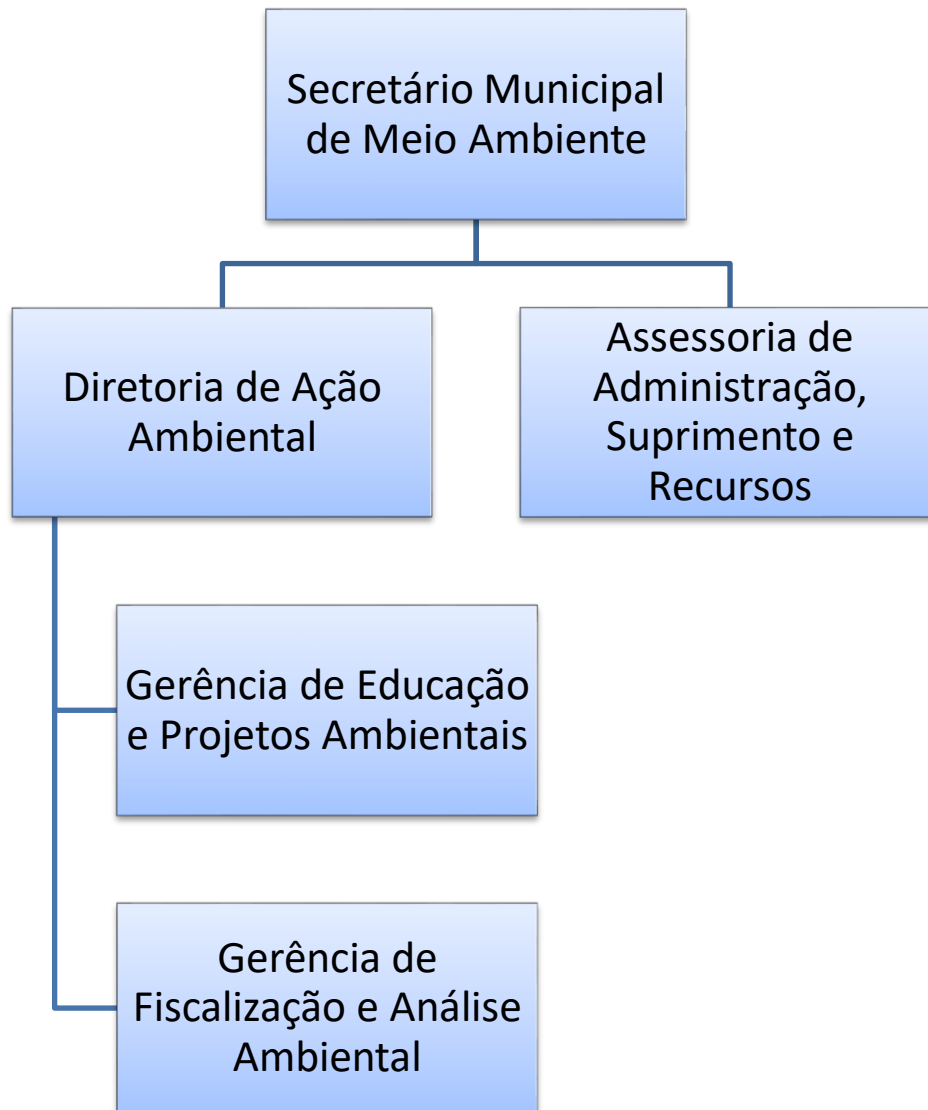 Secretário Municipal
de Meio Ambiente
Diretoria de Ação
Ambiental
Assessoria de
Administração,
Suprimento e
Recursos
Gerência de Educação
e Projetos Ambientais
Gerência de
Fiscalização e Análise
Ambiental